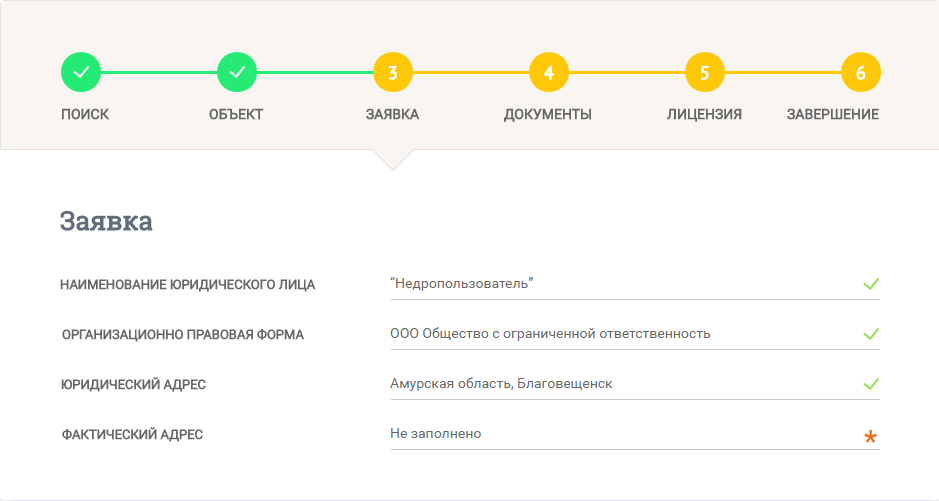 3 4 5 6
ПОИСК ОБЪЕКТ ЗАЯВКА ДОКУМЕНТЫ ЛИЦЕНЗИЯ ЗАВЕРШЕНИЕ
Заявка
НАИМЕНОВАНИЕ ЮРИДИЧЕСКОГО ЛИЦА “Недропользователь”
ОРГАНИЗАЦИОННО ПРАВОВАЯ ФОРМА ООО Общество с ограниченной ответственность
ЮРИДИЧЕСКИЙ АДРЕС Амурская область, Благовещенск
ФАКТИЧЕСКИЙ АДРЕС Не заполнено *